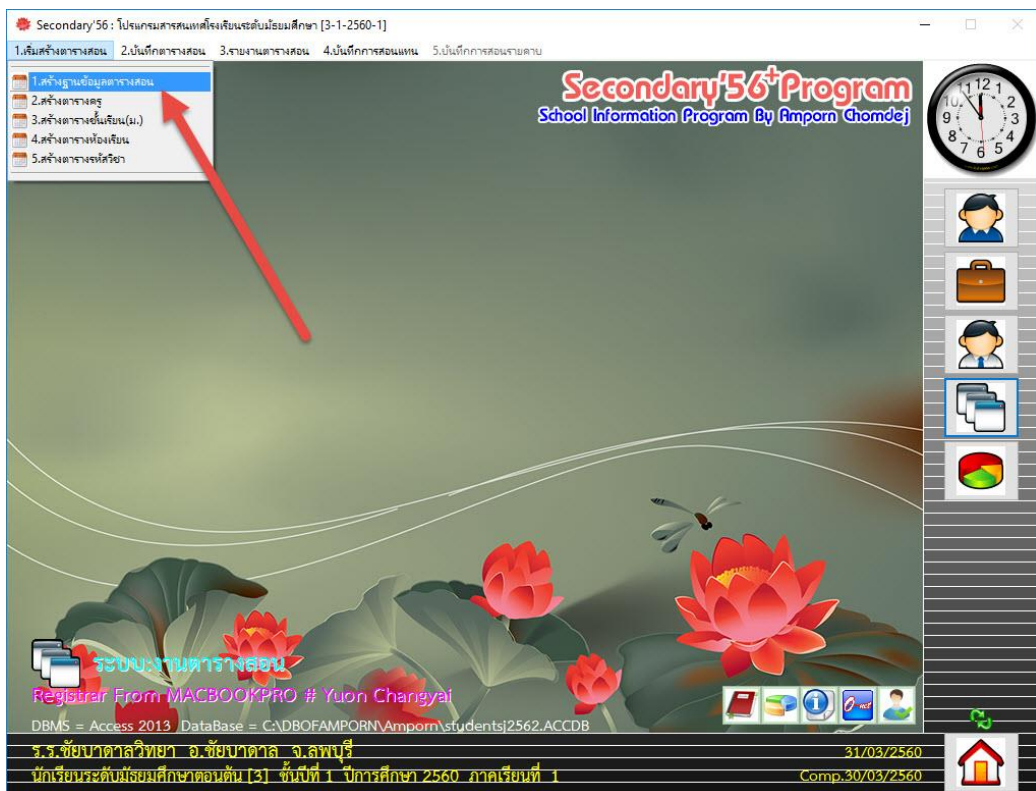 Secondary'56 : โปรแกรมสารสนเทศโรงเรียนระดับมัธยมศึกษา [3-1-2560-1]
1.เริ่มสร้างตารางสอน 2.บันทึกตารางสอน 3.รายงานตารางสอน 4.บันทึกการสอนแทน 5.บันทึกการสอนรายคาบ
1.สร้างฐานข้อมูลตารางสอน
2.สร้างตารางครู
3.สร้างตารางชั้นเรียน(ม.)
4.สร้างตารางห้องเรียน
5.สร้างตารางรหัสวิชา
Secondary'56+Program
School Information Program By Amporn Chomdej
12 1 2 3 4 5 6 7 8 9 10 11
ระบบ:งานตารางสอน
Registrar From MACBOOKPRO # Yuon Changyai
O-net
DBMS = Access 2013 DataBase = C:\DBOFAMPORN\Amporn\studentsj2562.ACCDB
ร.ร.ชัยบาดาลวิทยา อ.ชัยบาดาล จ.ลพบุรี 31/03/2560
นักเรียนระดับมัธยมศึกษาตอนต้น [3] ชั้นปีที่ 1 ปีการศึกษา 2560 ภาคเรียนที่ 1 Comp.30/03/2560